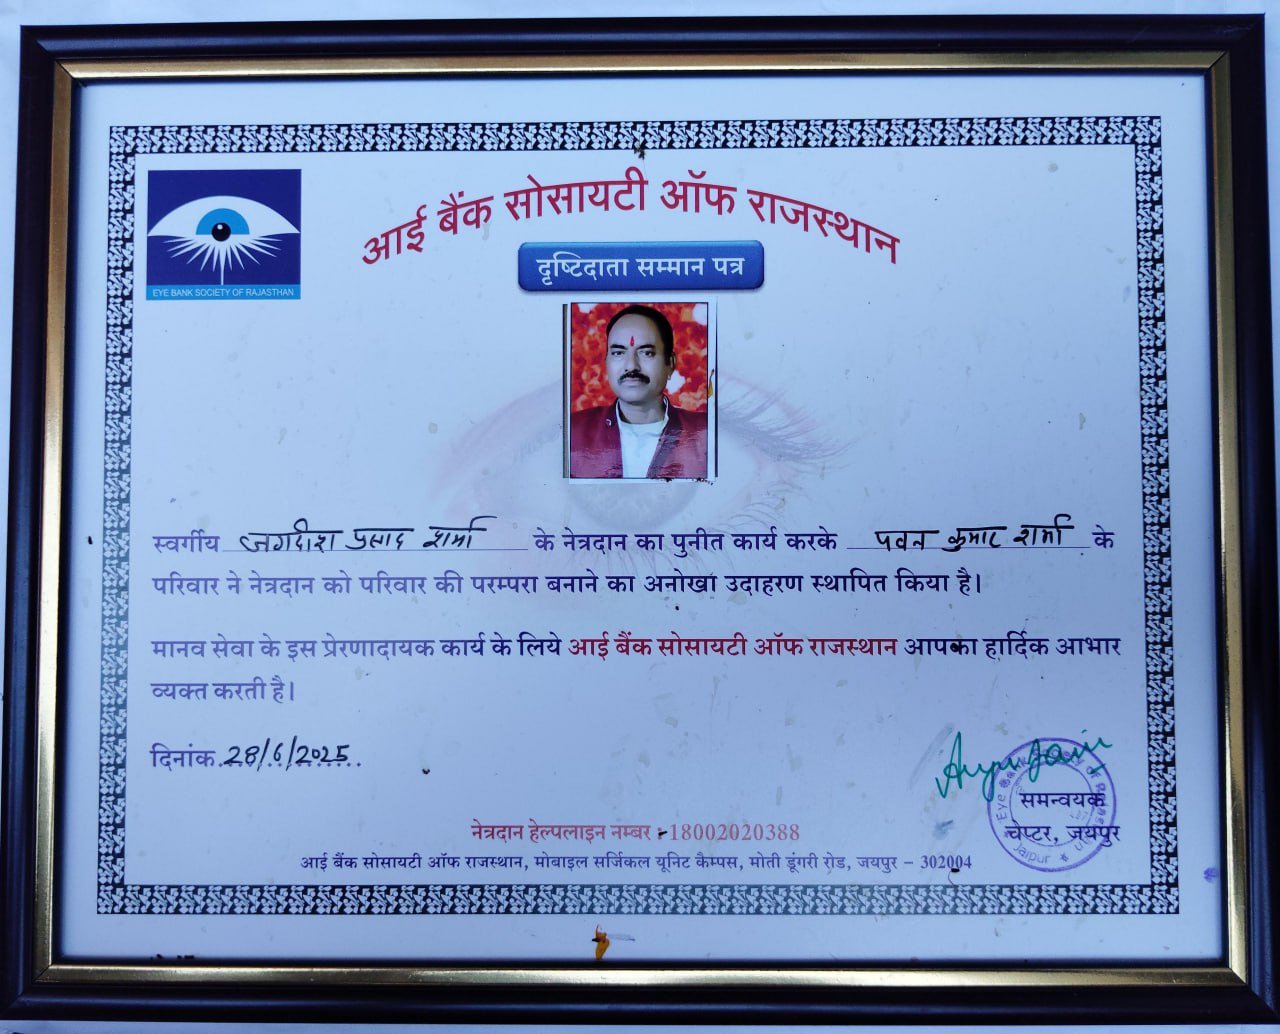 आई बैंक सोसायटी ऑफ राजस्थान
EYE BANK SOCIETY OF RAJASTHAN
दृष्टिदाता सम्मान पत्र
स्वर्गीय जगदीश प्रसाद शर्मा के नेत्रदान का पुनीत कार्य करके पवन कुमार शर्मा के
परिवार ने नेत्रदान को परिवार की परम्परा बनाने का अनोखा उदाहरण स्थापित किया है।
मानव सेवा के इस प्रेरणादायक कार्य के लिये आई बैंक सोसायटी ऑफ राजस्थान आपका हार्दिक आभार
व्यक्त करती है।
दिनांक 28/6/2025
समन्वयक
चेप्टर, जयपुर
नेत्रदान हेल्पलाइन नम्बर :-18002020388
आई बैंक सोसायटी ऑफ राजस्थान, मोबाइल सर्जिकल यूनिट कैम्पस, मोती डूंगरी रोड, जयपुर – 302004